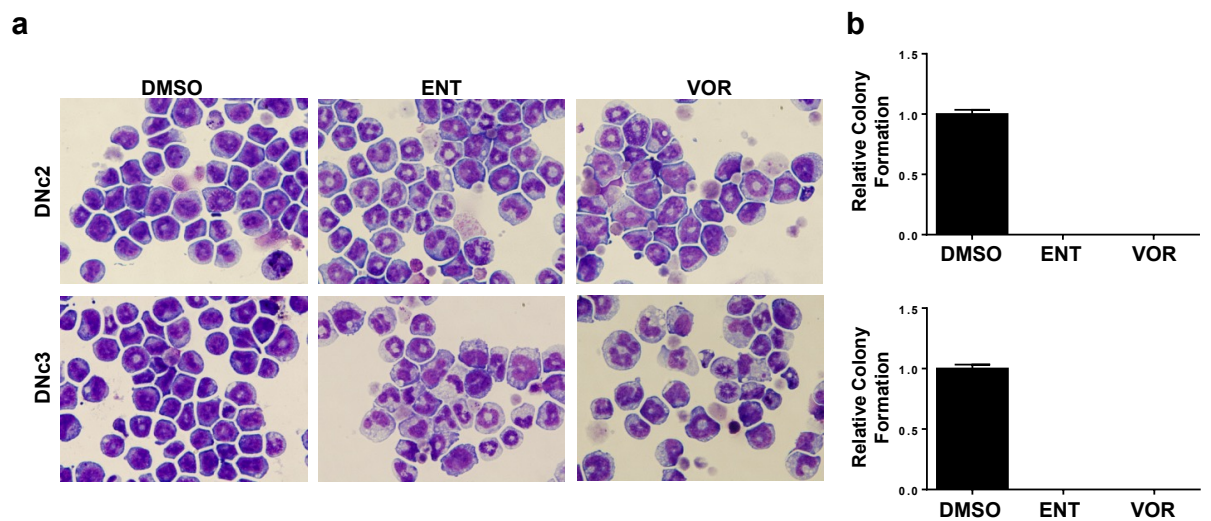 a
DMSO
ENT
VOR
DNc2
DNc3
b
Relative Colony
Formation
1.5
1.0
0.5
0.0
DMSO
ENT
VOR
Relative Colony
Formation
1.5
1.0
0.5
0.0
DMSO
ENT
VOR